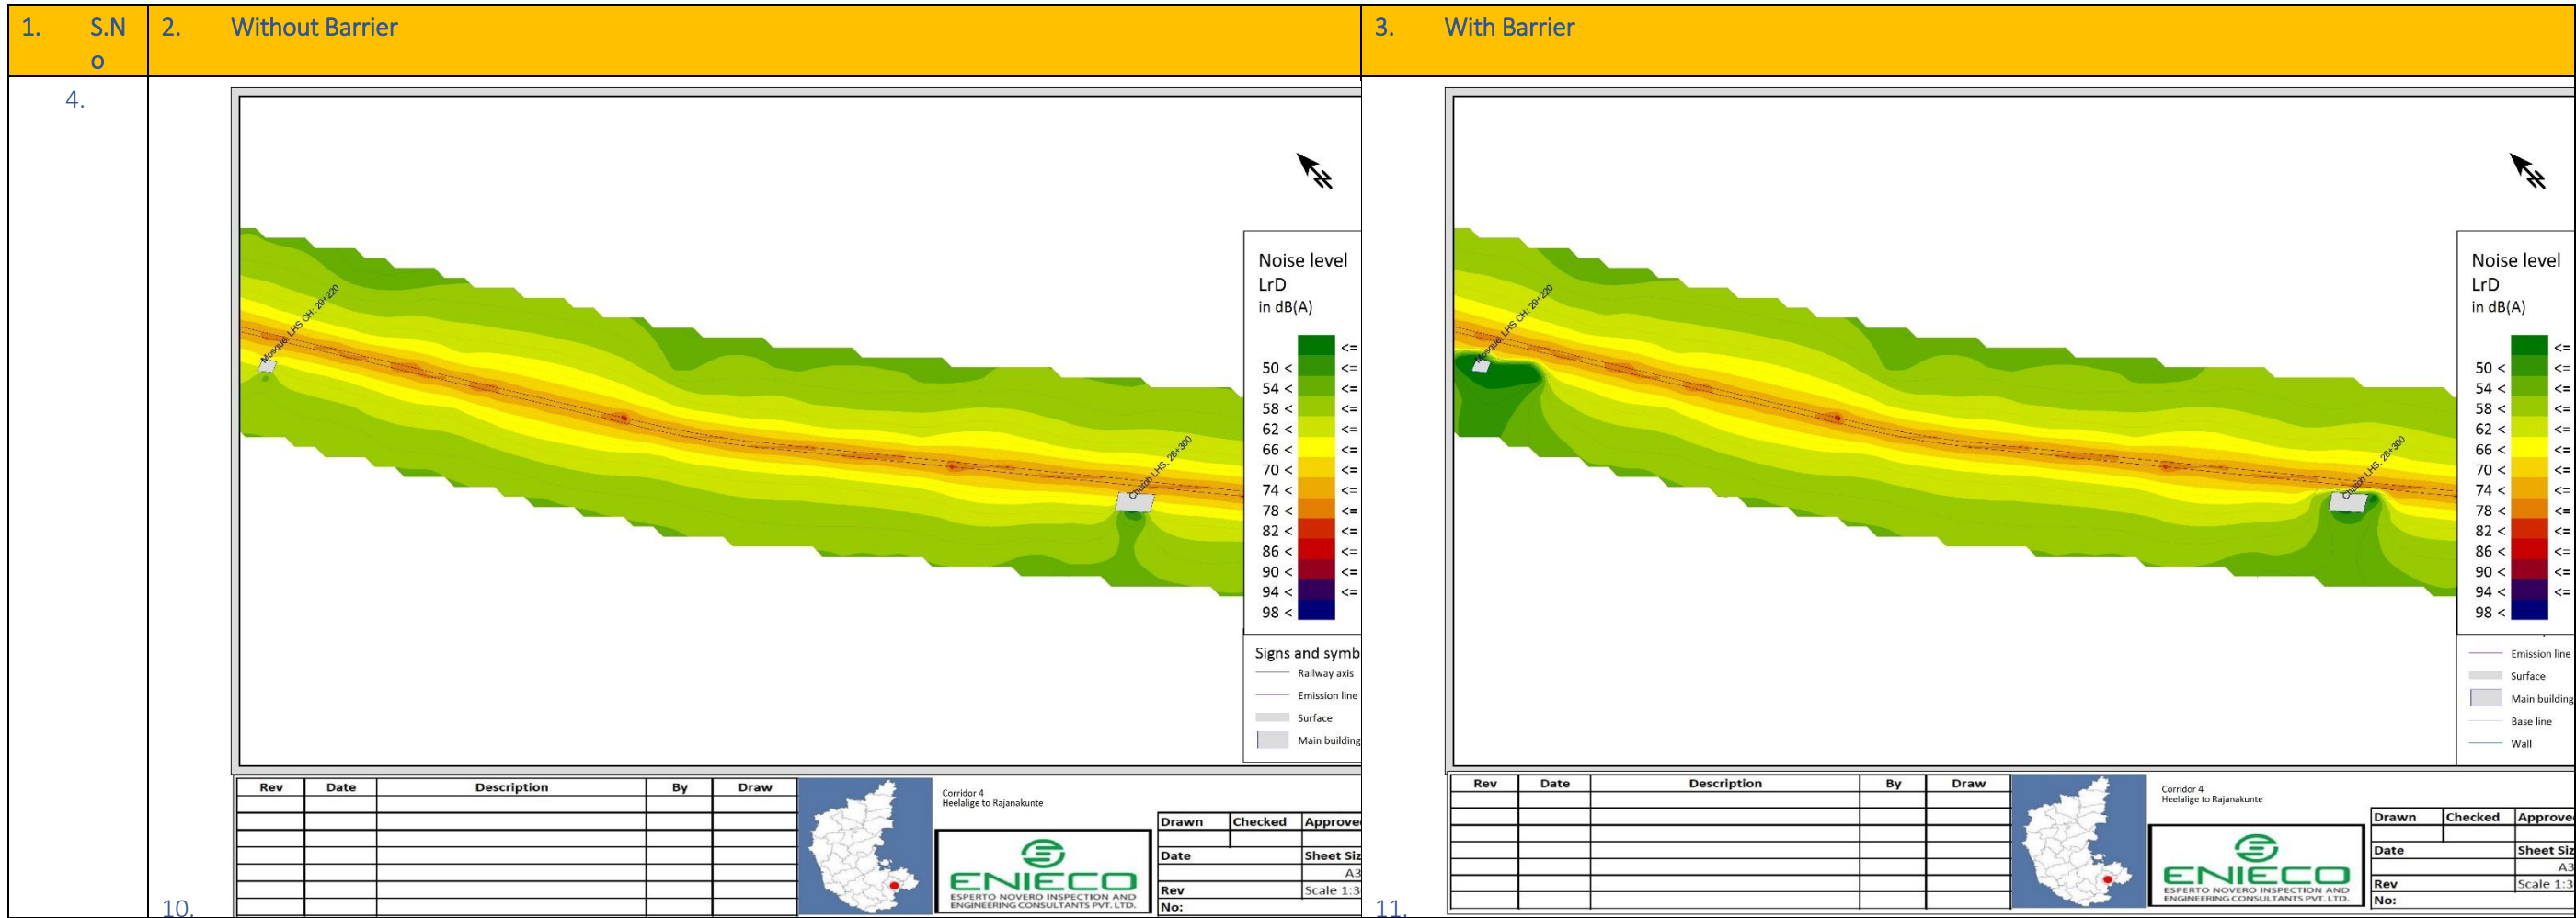 1. S.N
o
2. Without Barrier
3. With Barrier
4.
N
Mosque, LHS CH: 29+220
Church LHS, 28+300
Noise level
LrD
in dB(A)
<=
50 < <=
54 < <=
58 < <=
62 < <=
66 < <=
70 < <=
74 < <=
78 < <=
82 < <=
86 < <=
90 < <=
94 < <=
98 <
Signs and symb
Railway axis
Emission line
Surface
Main building
Rev Date Description By Draw
Corridor 4
Heelalige to Rajanakunte
ENIECO
ESPERTO NOVERO INSPECTION AND
ENGINEERING CONSULTANTS PVT. LTD.
Drawn Checked Approve
Date Sheet Siz
A3
Rev Scale 1:3
No:
10.
N
Mosque, LHS CH: 29+220
Church LHS, 28+300
Noise level
LrD
in dB(A)
<=
50 < <=
54 < <=
58 < <=
62 < <=
66 < <=
70 < <=
74 < <=
78 < <=
82 < <=
86 < <=
90 < <=
94 < <=
98 <
Emission line
Surface
Main building
Base line
Wall
Rev Date Description By Draw
Corridor 4
Heelalige to Rajanakunte
ENIECO
ESPERTO NOVERO INSPECTION AND
ENGINEERING CONSULTANTS PVT. LTD.
Drawn Checked Approve
Date Sheet Siz
A3
Rev Scale 1:3
No:
11.